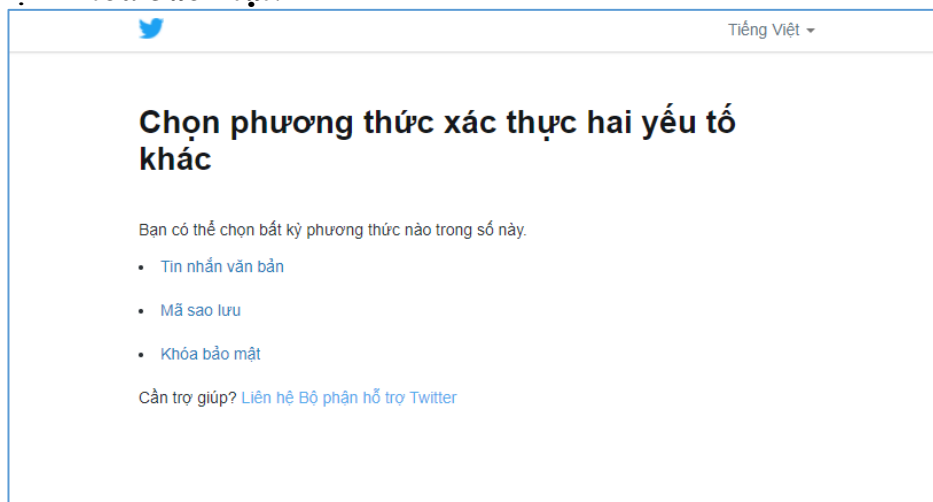 Tiếng Việt
Chọn phương thức xác thực hai yếu tố
khác
Bạn có thể chọn bất kỳ phương thức nào trong số này.
• Tin nhắn văn bản
• Mã sao lưu
• Khóa bảo mật
Cần trợ giúp? Liên hệ Bộ phận hỗ trợ Twitter